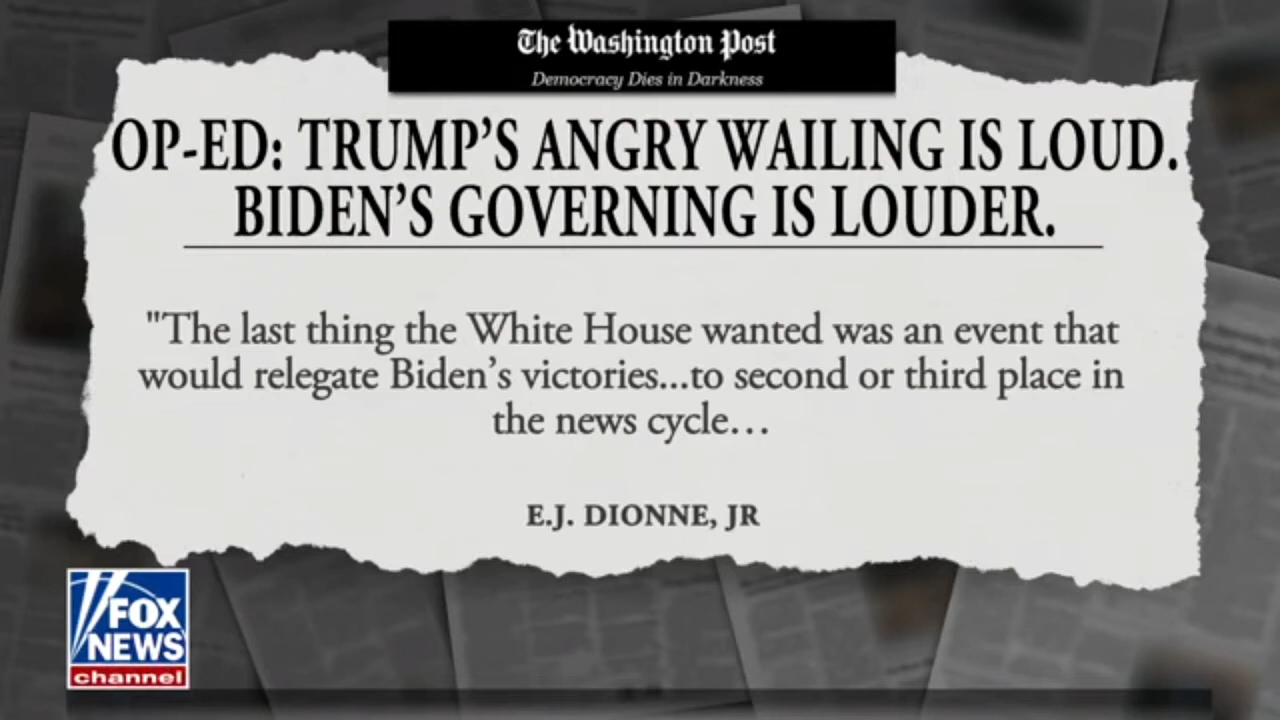 The Washington Post
Democracy Dies in Darkness
OP-ED: TRUMP'S ANGRY WAILING IS LOUD.
BIDEN'S GOVERNING IS LOUDER.
"The last thing the White House wanted was an event that
would relegate Biden's victories...to second or third place in
the news cycle…
E.J. DIONNE, JR
FOX
NEWS
channel